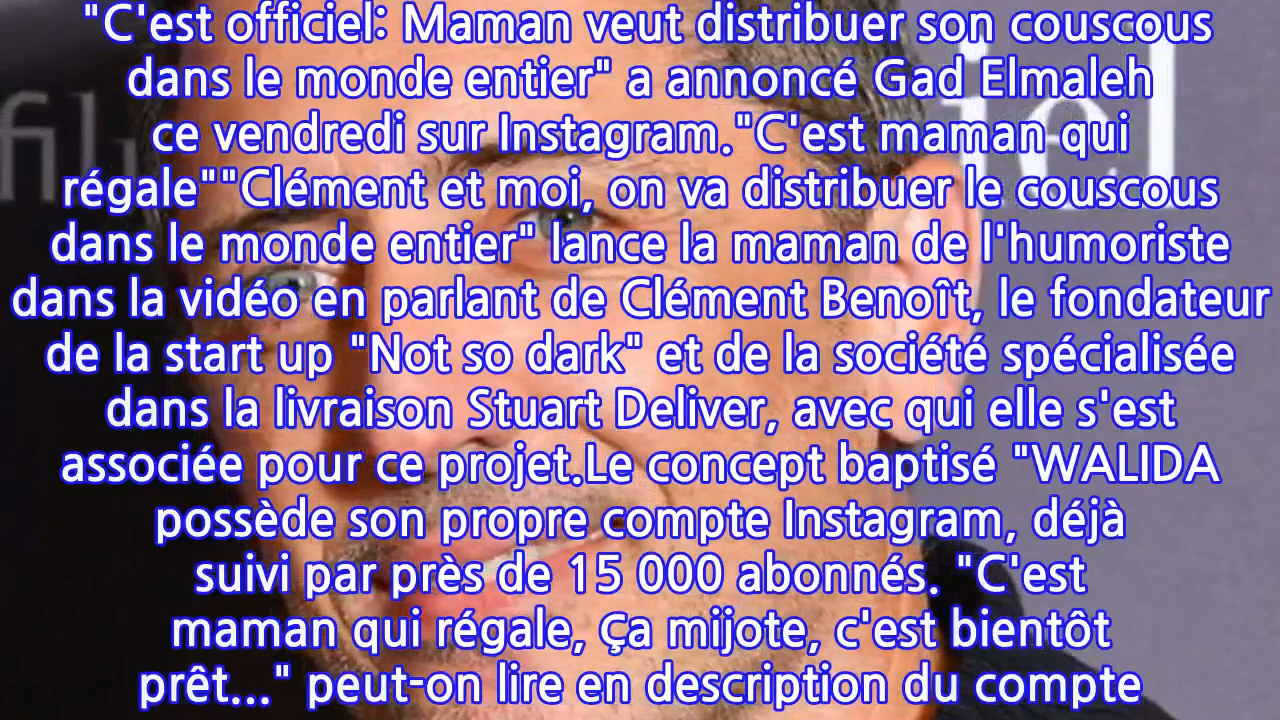 "C'est officiel: Maman veut distribuer son couscous
dans le monde entier" a annoncé Gad Elmaleh
ce vendredi sur Instagram."C'est maman qui
régale""Clément et moi, on va distribuer le couscous
dans le monde entier" lance la maman de l'humoriste
dans la vidéo en parlant de Clément Benoît, le fondateur
de la start up "Not so dark" et de la société spécialisée
dans la livraison Stuart Deliver, avec qui elle s'est
associée pour ce projet.Le concept baptisé "WALIDA
possède son propre compte Instagram, déjà
suivi par près de 15 000 abonnés. "C'est
maman qui régale, Ça mijote, c'est bientôt
prêt..." peut-on lire en description du compte